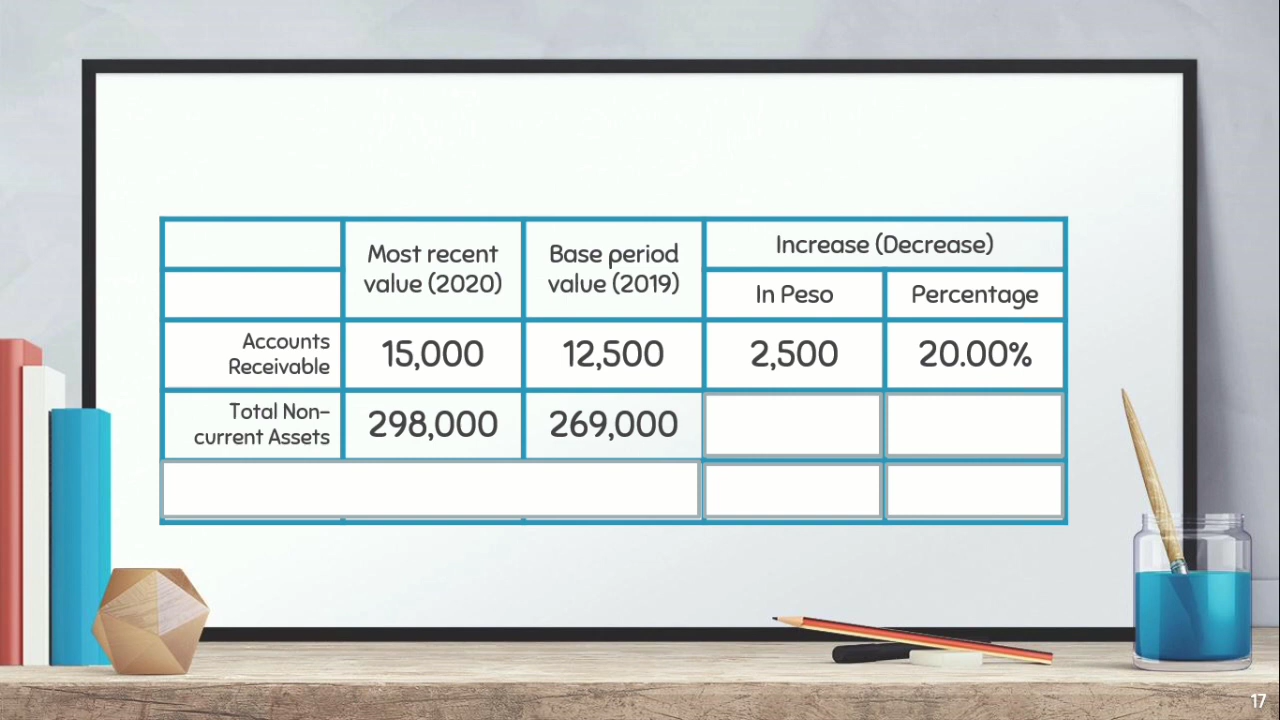 Most recent
value (2020)
Base period
value (2019)
Increase (Decrease)
In Peso
Percentage
Accounts
Receivable
15,000
12,500
2,500
20.00%
Total Non-
current Assets
298,000
269,000
17